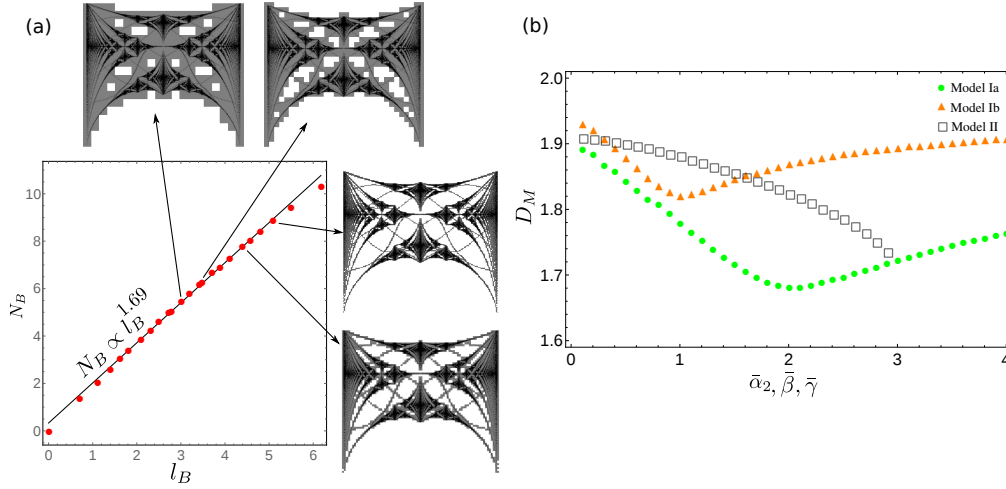 (a)
(b)
10
8
6
4
2
0
N_B
N_B ∝ l_B^1.69
0 1 2 3 4 5 6
l_B
2.0
1.9
1.8
1.7
1.6
D_M
Model Ia
Model Ib
Model II
0 1 2 3 4
ᾱ₂, β̄, γ̄